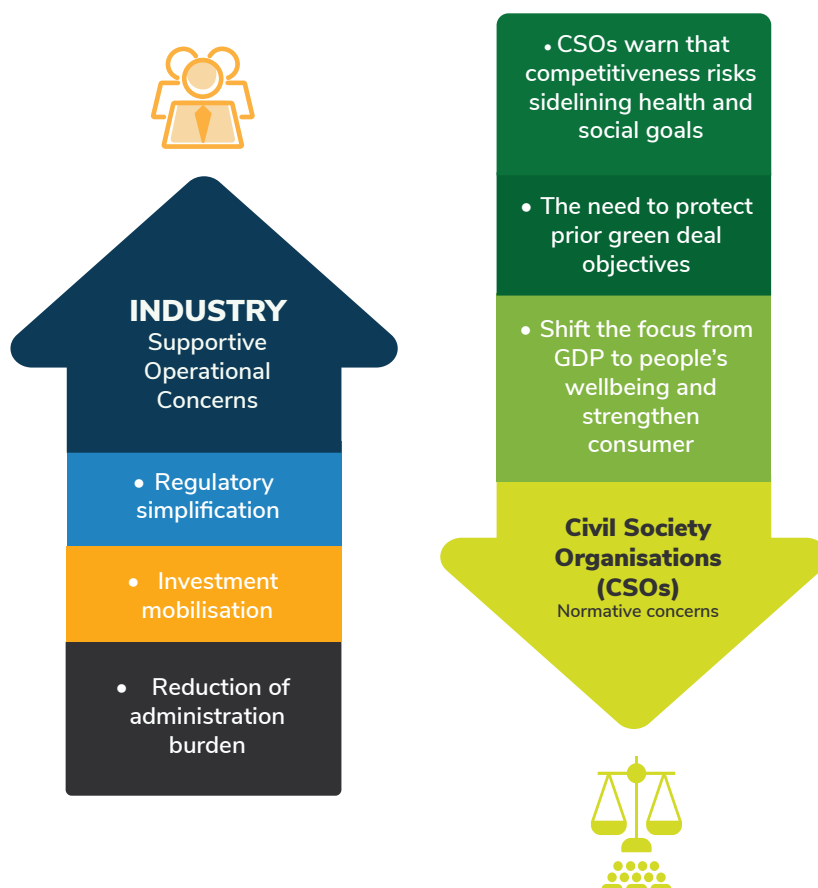 INDUSTRY
Supportive
Operational
Concerns
• Regulatory
simplification
• Investment
mobilisation
• Reduction of
administration
burden
• CSOs warn that
competitiveness risks
sidelining health and
social goals
• The need to protect
prior green deal
objectives
• Shift the focus from
GDP to people's
wellbeing and
strengthen
consumer
Civil Society
Organisations
(CSOs)
Normative concerns